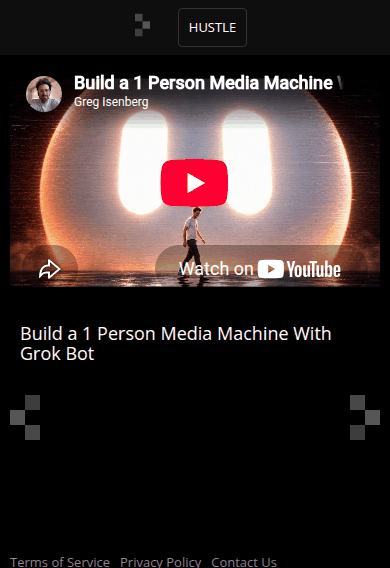 HUSTLE
Build a 1 Person Media Machine
Greg Isenberg
Watch on YouTube
Build a 1 Person Media Machine With
Grok Bot
Terms of Service Privacy Policy Contact Us